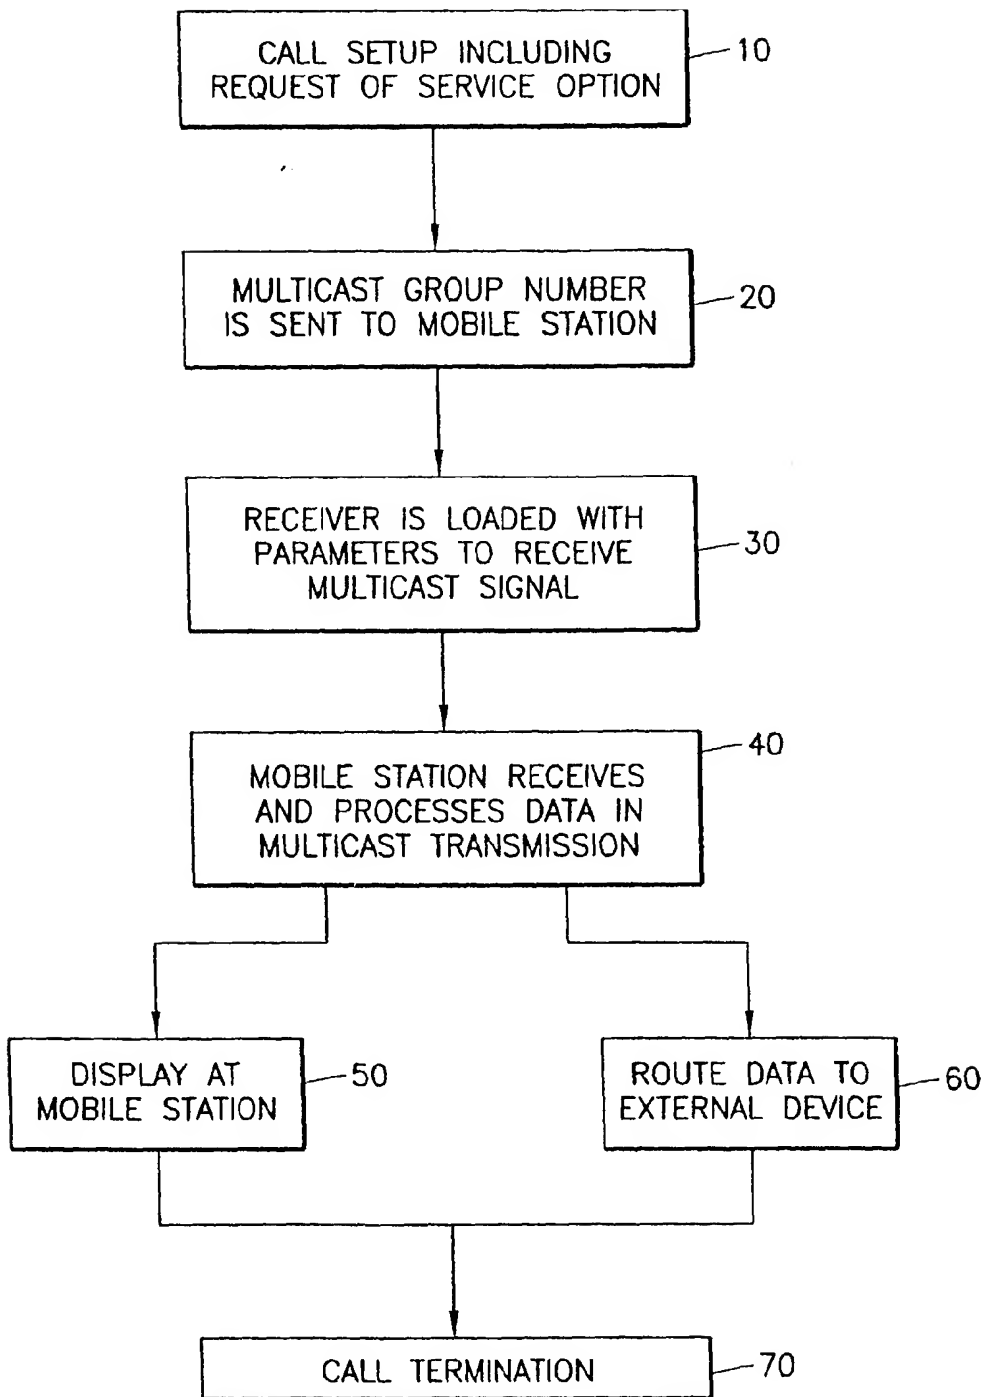 CALL SETUP INCLUDING
REQUEST OF SERVICE OPTION
10
MULTICAST GROUP NUMBER
IS SENT TO MOBILE STATION
20
RECEIVER IS LOADED WITH
PARAMETERS TO RECEIVE
MULTICAST SIGNAL
30
MOBILE STATION RECEIVES
AND PROCESSES DATA IN
MULTICAST TRANSMISSION
40
DISPLAY AT
MOBILE STATION
50
ROUTE DATA TO
EXTERNAL DEVICE
60
CALL TERMINATION
70